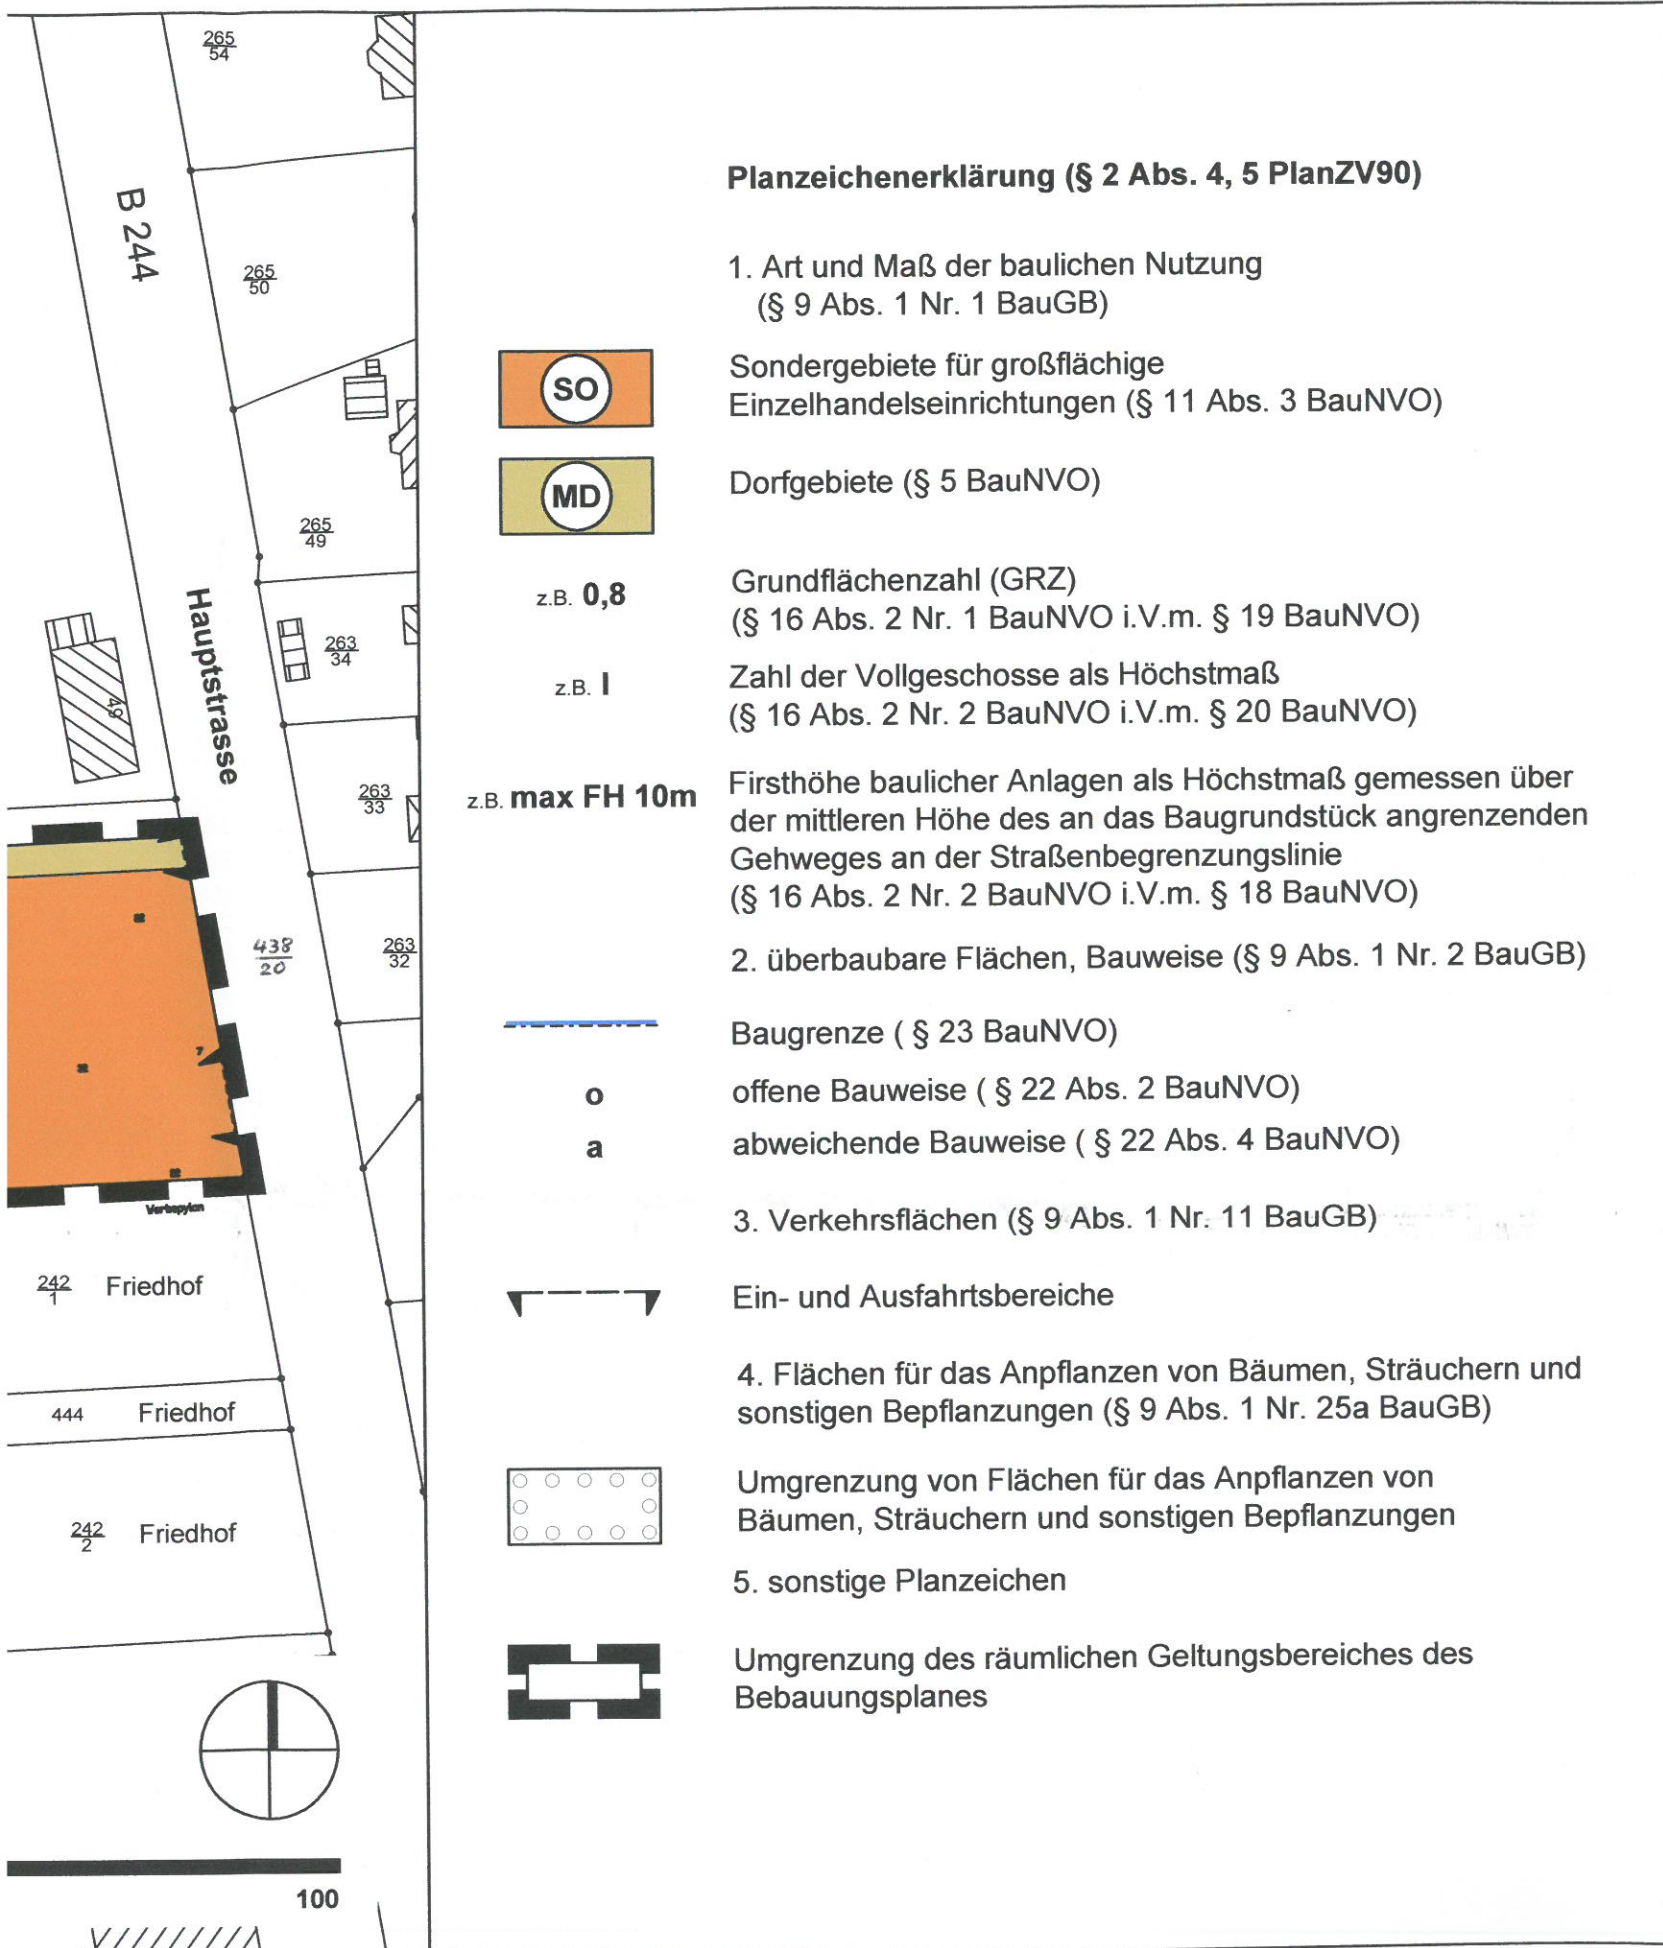 265
54
B 244
265
50
265
49
Hauptstrasse
263
34
49
263
33
438
20
263
32
7
Werbepylon
242
1
Friedhof
444
Friedhof
242
2
Friedhof
100
Planzeichenerklärung (§ 2 Abs. 4, 5 PlanZV90)
1. Art und Maß der baulichen Nutzung
(§ 9 Abs. 1 Nr. 1 BauGB)
SO
Sondergebiete für großflächige
Einzelhandelseinrichtungen (§ 11 Abs. 3 BauNVO)
MD
Dorfgebiete (§ 5 BauNVO)
z.B. 0,8
Grundflächenzahl (GRZ)
(§ 16 Abs. 2 Nr. 1 BauNVO i.V.m. § 19 BauNVO)
z.B. I
Zahl der Vollgeschosse als Höchstmaß
(§ 16 Abs. 2 Nr. 2 BauNVO i.V.m. § 20 BauNVO)
z.B. max FH 10m
Firsthöhe baulicher Anlagen als Höchstmaß gemessen über
der mittleren Höhe des an das Baugrundstück angrenzenden
Gehweges an der Straßenbegrenzungslinie
(§ 16 Abs. 2 Nr. 2 BauNVO i.V.m. § 18 BauNVO)
2. überbaubare Flächen, Bauweise (§ 9 Abs. 1 Nr. 2 BauGB)
Baugrenze ( § 23 BauNVO)
o
offene Bauweise ( § 22 Abs. 2 BauNVO)
a
abweichende Bauweise ( § 22 Abs. 4 BauNVO)
3. Verkehrsflächen (§ 9 Abs. 1 Nr. 11 BauGB)
Ein- und Ausfahrtsbereiche
4. Flächen für das Anpflanzen von Bäumen, Sträuchern und
sonstigen Bepflanzungen (§ 9 Abs. 1 Nr. 25a BauGB)
Umgrenzung von Flächen für das Anpflanzen von
Bäumen, Sträuchern und sonstigen Bepflanzungen
5. sonstige Planzeichen
Umgrenzung des räumlichen Geltungsbereiches des
Bebauungsplanes